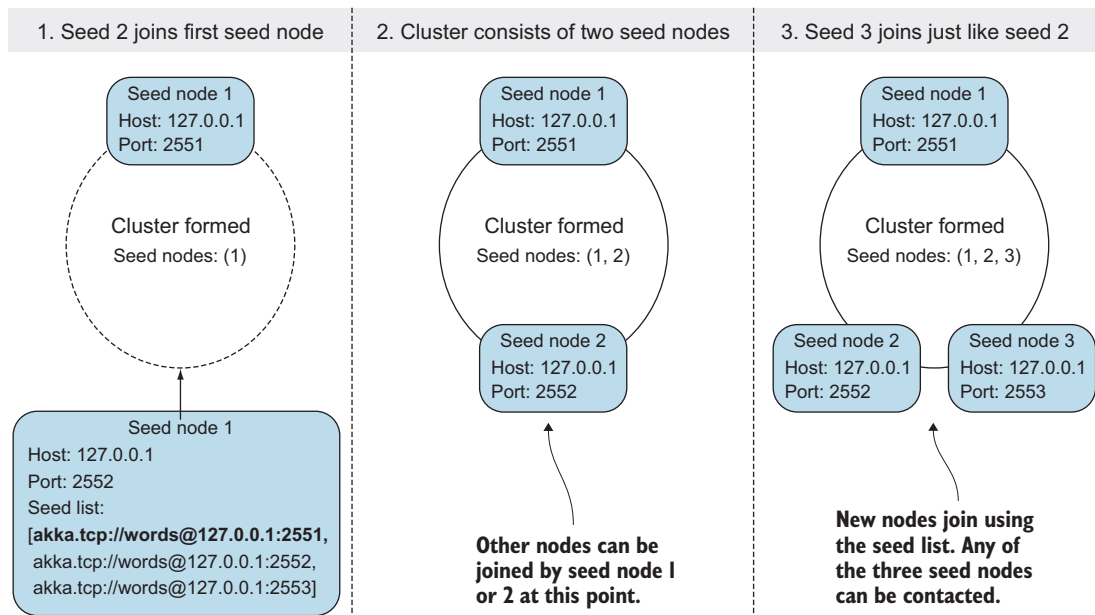 1. Seed 2 joins first seed node
Seed node 1
Host: 127.0.0.1
Port: 2551
Cluster formed
Seed nodes: (1)
Seed node 1
Host: 127.0.0.1
Port: 2552
Seed list:
[akka.tcp://words@127.0.0.1:2551,
akka.tcp://words@127.0.0.1:2552,
akka.tcp://words@127.0.0.1:2553]
2. Cluster consists of two seed nodes
Seed node 1
Host: 127.0.0.1
Port: 2551
Cluster formed
Seed nodes: (1, 2)
Seed node 2
Host: 127.0.0.1
Port: 2552
Other nodes can be
joined by seed node 1
or 2 at this point.
3. Seed 3 joins just like seed 2
Seed node 1
Host: 127.0.0.1
Port: 2551
Cluster formed
Seed nodes: (1, 2, 3)
Seed node 2
Host: 127.0.0.1
Port: 2552
Seed node 3
Host: 127.0.0.1
Port: 2553
New nodes join using
the seed list. Any of
the three seed nodes
can be contacted.